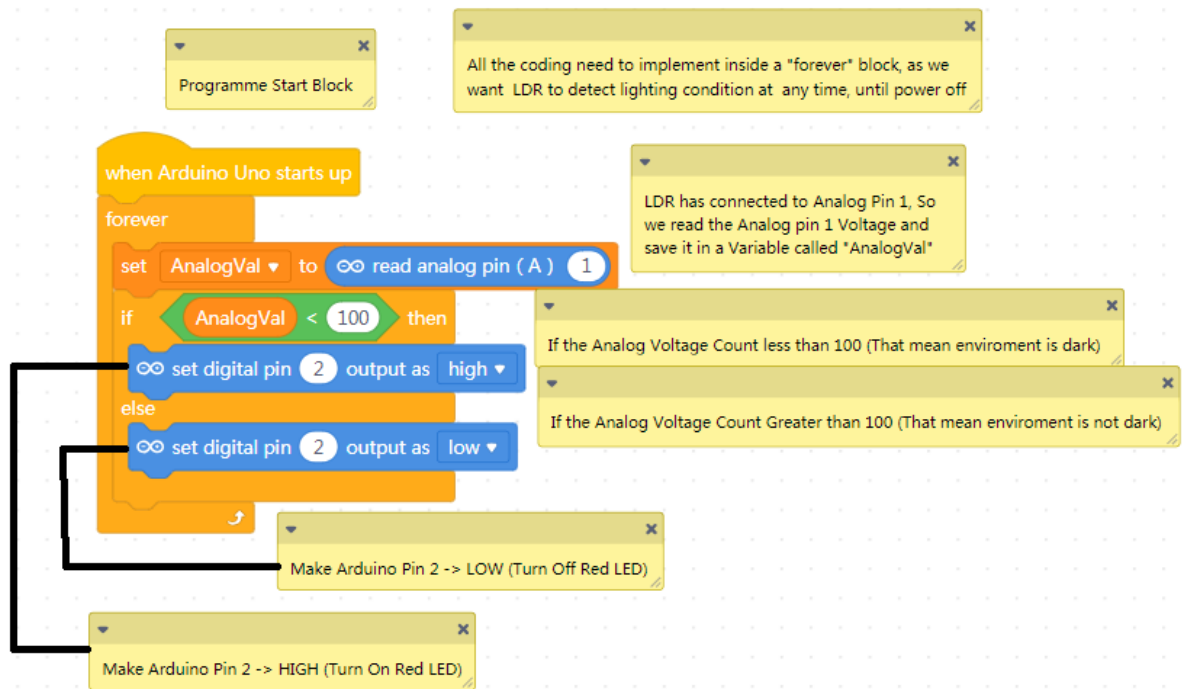 Programme Start Block
All the coding need to implement inside a "forever" block, as we
want LDR to detect lighting condition at any time, until power off
when Arduino Uno starts up
forever
LDR has connected to Analog Pin 1, So
we read the Analog pin 1 Voltage and
save it in a Variable called "AnalogVal"
set AnalogVal to read analog pin ( A ) 1
if AnalogVal < 100 then
If the Analog Voltage Count less than 100 (That mean enviroment is dark)
set digital pin 2 output as high
else
If the Analog Voltage Count Greater than 100 (That mean enviroment is not dark)
set digital pin 2 output as low
Make Arduino Pin 2 -> LOW (Turn Off Red LED)
Make Arduino Pin 2 -> HIGH (Turn On Red LED)